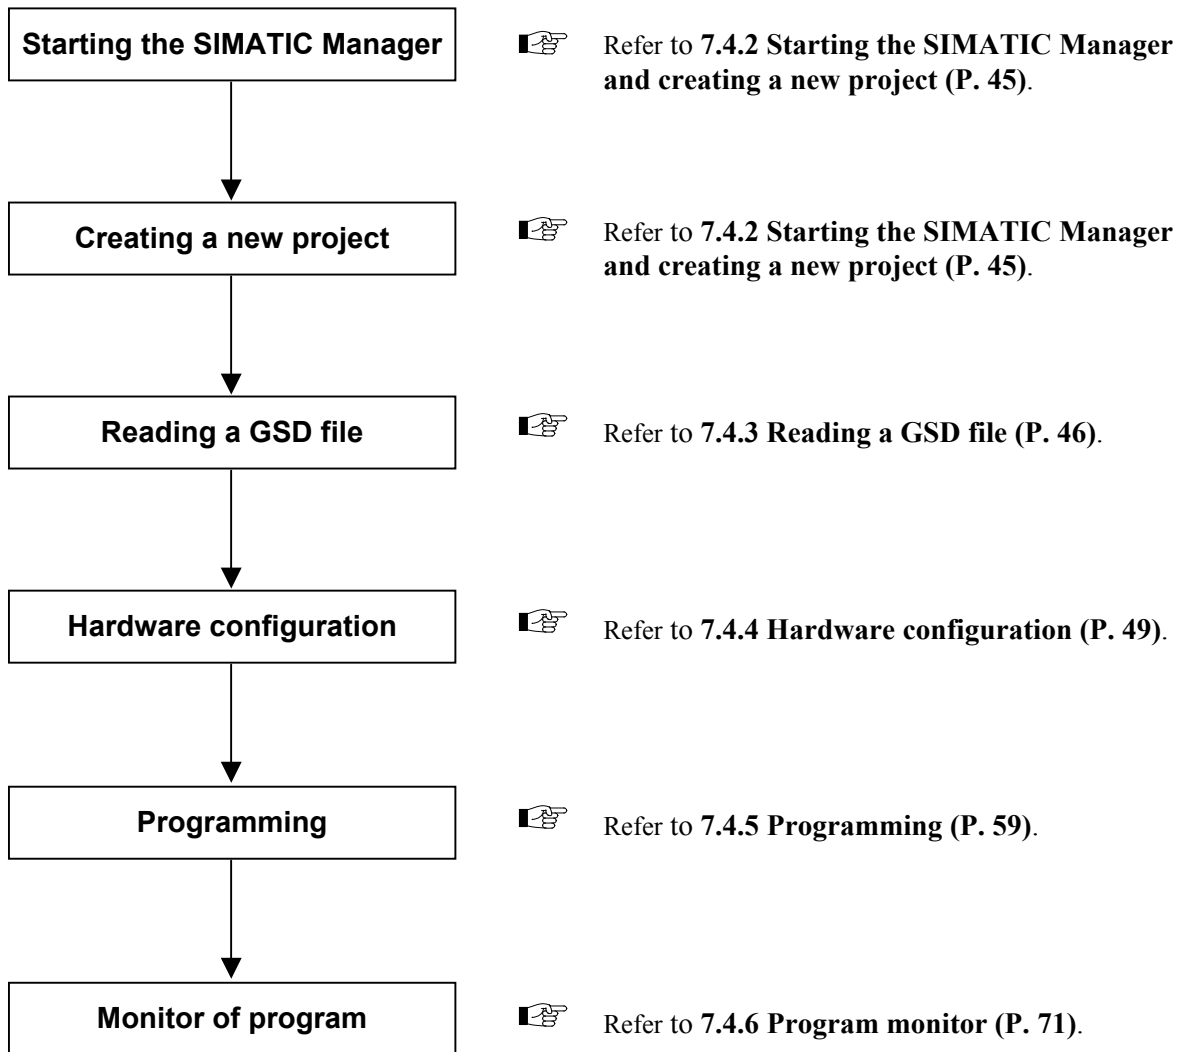 Starting the SIMATIC Manager
Refer to 7.4.2 Starting the SIMATIC Manager
and creating a new project (P. 45).
Creating a new project
Refer to 7.4.2 Starting the SIMATIC Manager
and creating a new project (P. 45).
Reading a GSD file
Refer to 7.4.3 Reading a GSD file (P. 46).
Hardware configuration
Refer to 7.4.4 Hardware configuration (P. 49).
Programming
Refer to 7.4.5 Programming (P. 59).
Monitor of program
Refer to 7.4.6 Program monitor (P. 71).